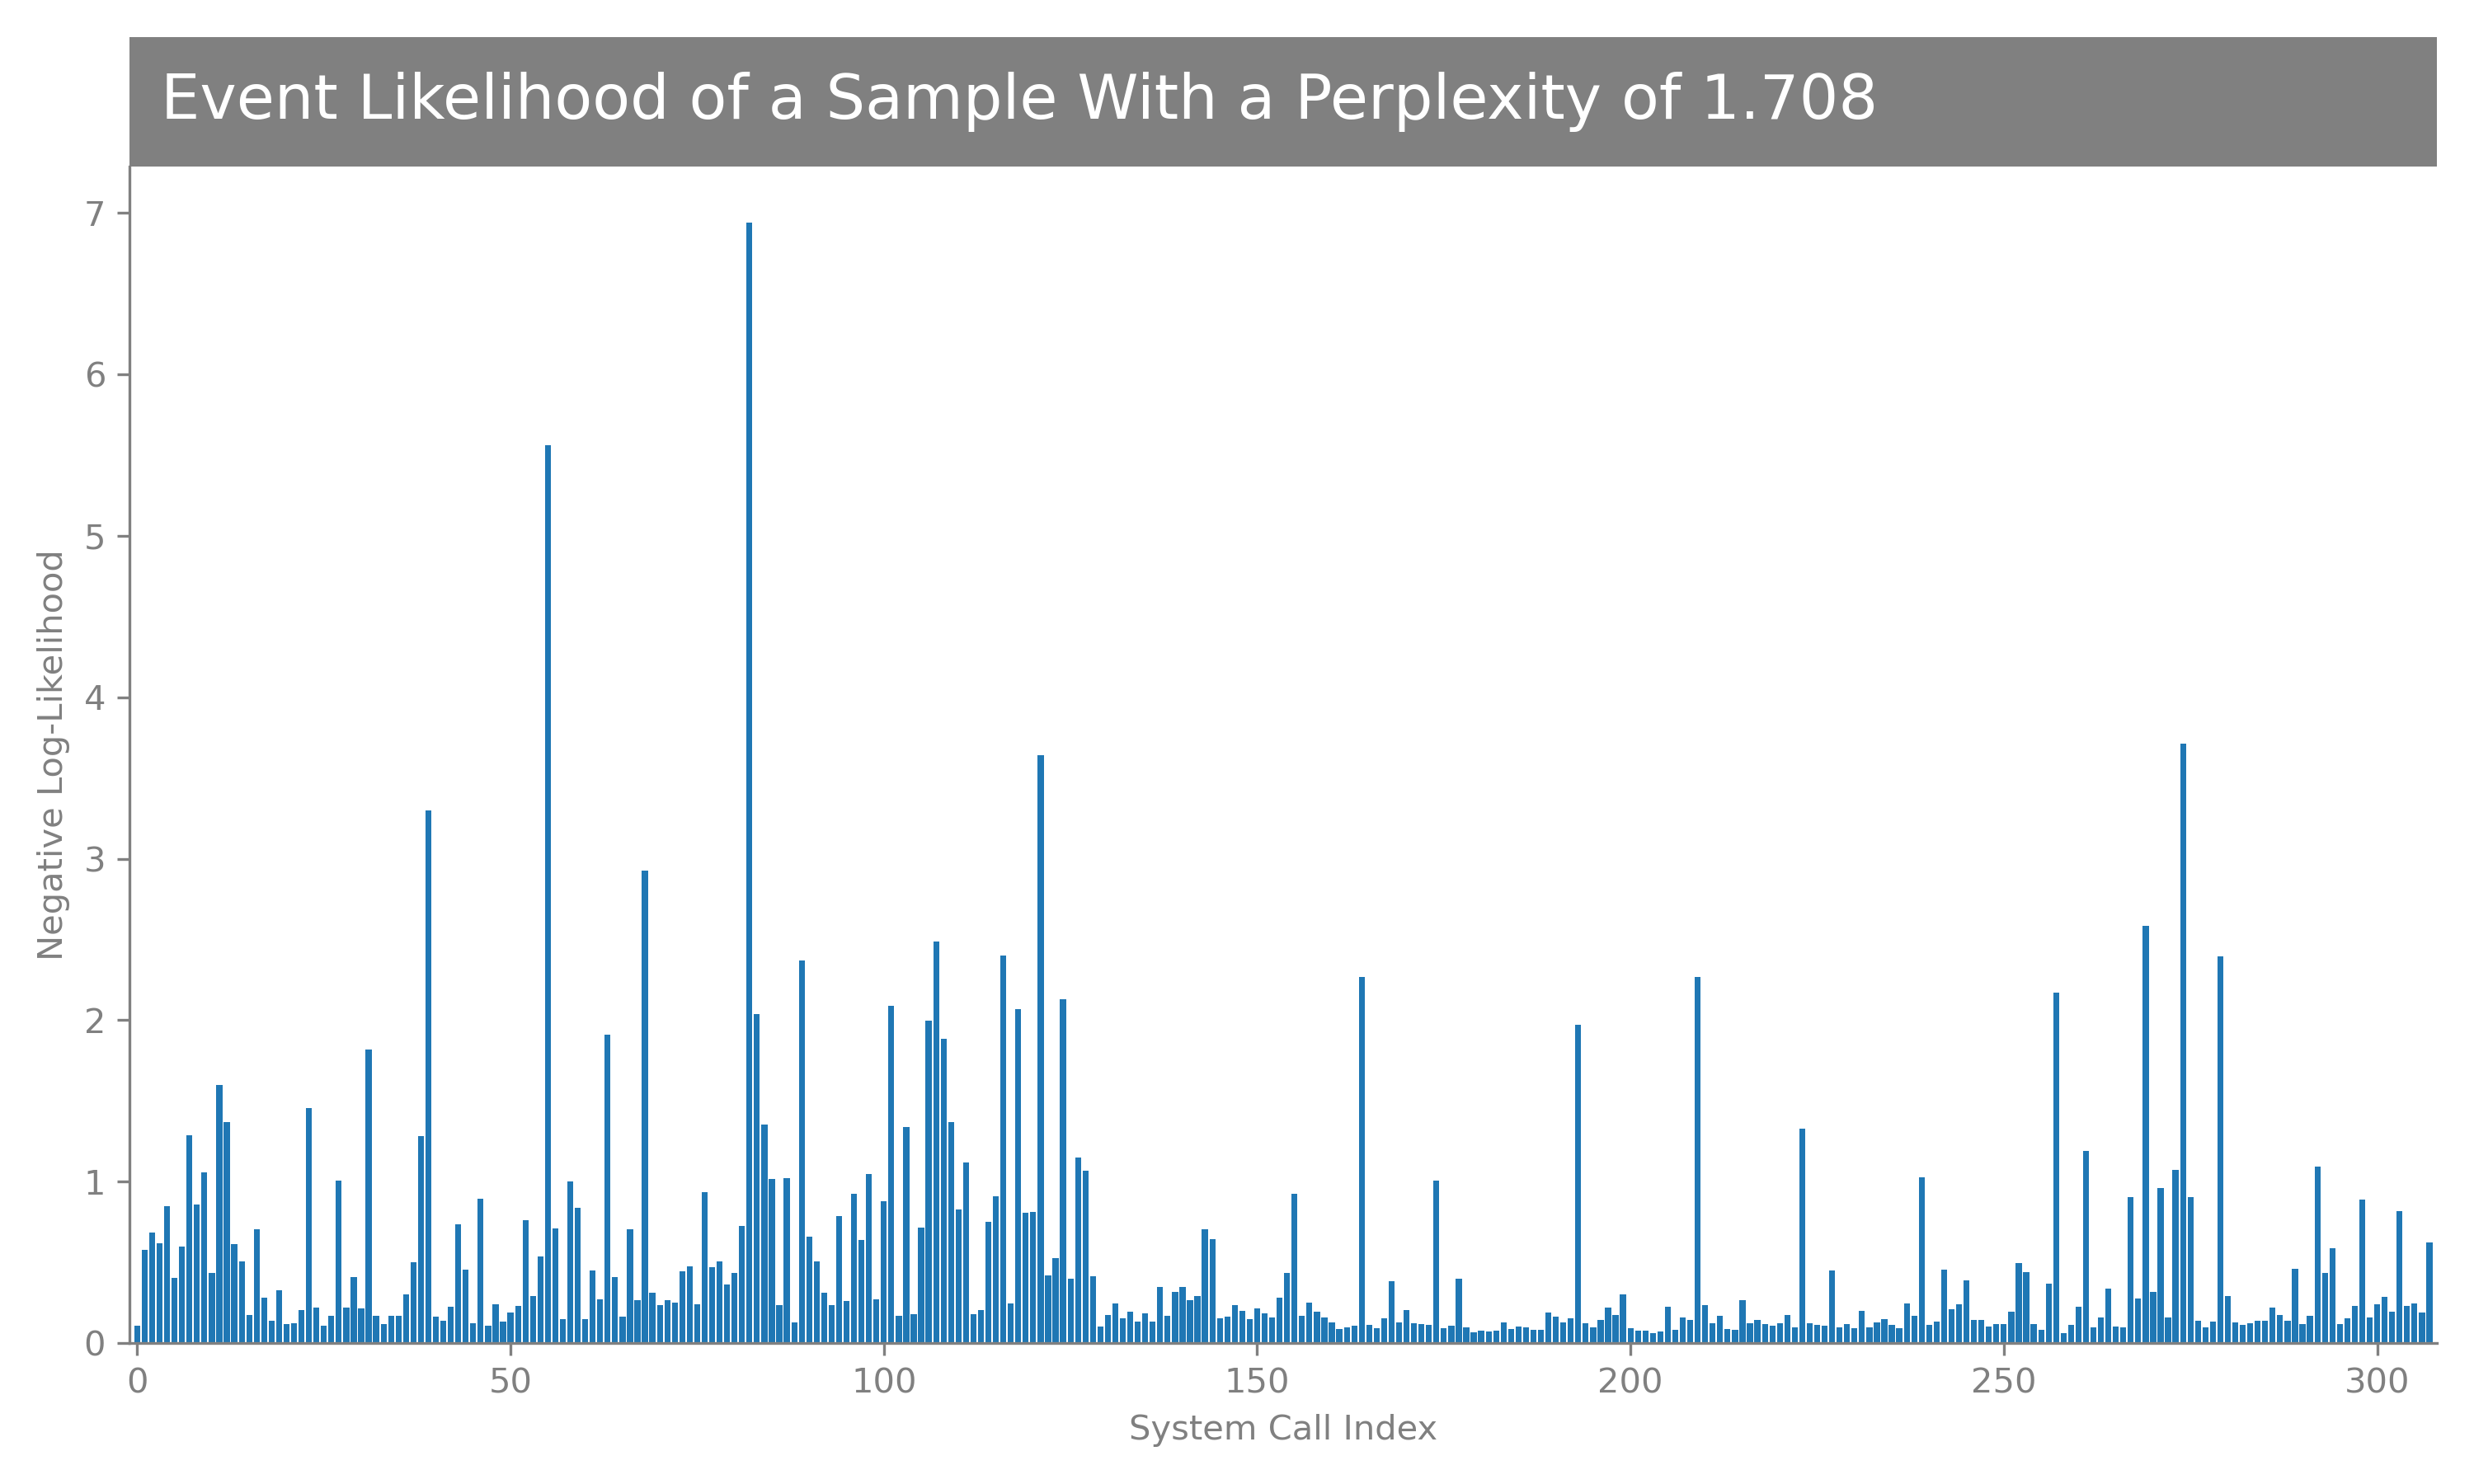 Event Likelihood of a Sample With a Perplexity of 1.708
7
6
5
4
3
2
1
0
Negative Log-Likelihood
0 50 100 150 200 250 300
System Call Index